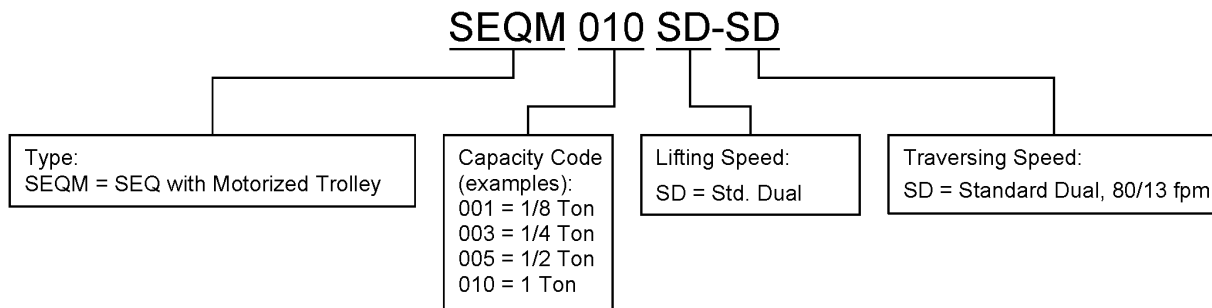 SEQM 010 SD-SD
Type:
SEQM = SEQ with Motorized Trolley
Capacity Code
(examples):
001 = 1/8 Ton
003 = 1/4 Ton
005 = 1/2 Ton
010 = 1 Ton
Lifting Speed:
SD = Std. Dual
Traversing Speed:
SD = Standard Dual, 80/13 fpm